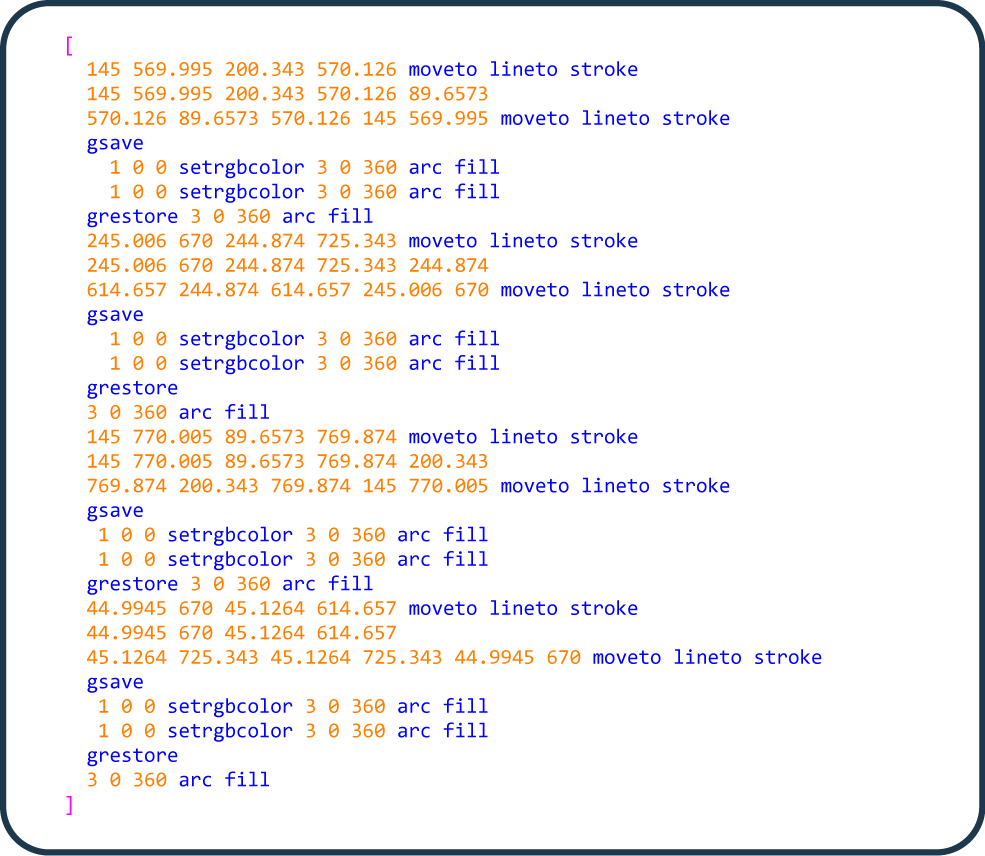 [
145 569.995 200.343 570.126 moveto lineto stroke
145 569.995 200.343 570.126 89.6573
570.126 89.6573 570.126 145 569.995 moveto lineto stroke
gsave
1 0 0 setrgbcolor 3 0 360 arc fill
1 0 0 setrgbcolor 3 0 360 arc fill
grestore 3 0 360 arc fill
245.006 670 244.874 725.343 moveto lineto stroke
245.006 670 244.874 725.343 244.874
614.657 244.874 614.657 245.006 670 moveto lineto stroke
gsave
1 0 0 setrgbcolor 3 0 360 arc fill
1 0 0 setrgbcolor 3 0 360 arc fill
grestore
3 0 360 arc fill
145 770.005 89.6573 769.874 moveto lineto stroke
145 770.005 89.6573 769.874 200.343
769.874 200.343 769.874 145 770.005 moveto lineto stroke
gsave
1 0 0 setrgbcolor 3 0 360 arc fill
1 0 0 setrgbcolor 3 0 360 arc fill
grestore 3 0 360 arc fill
44.9945 670 45.1264 614.657 moveto lineto stroke
44.9945 670 45.1264 614.657
45.1264 725.343 45.1264 725.343 44.9945 670 moveto lineto stroke
gsave
1 0 0 setrgbcolor 3 0 360 arc fill
1 0 0 setrgbcolor 3 0 360 arc fill
grestore
3 0 360 arc fill
]